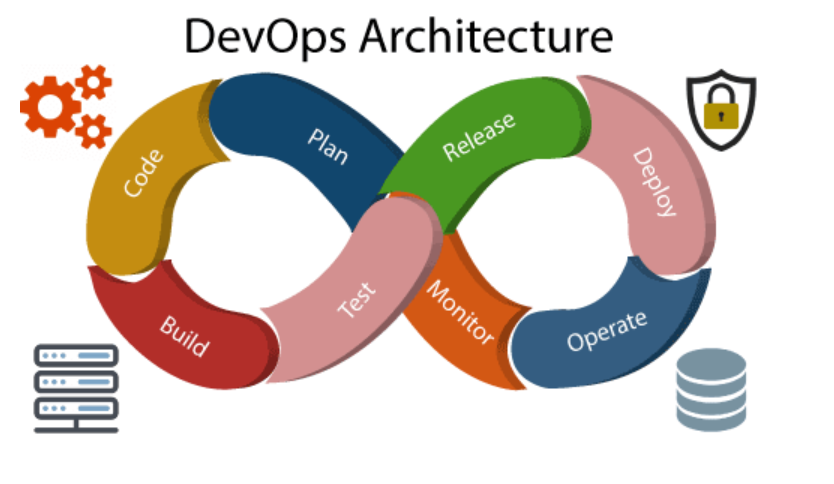 DevOps Architecture
Plan
Code
Build
Test
Release
Deploy
Operate
Monitor